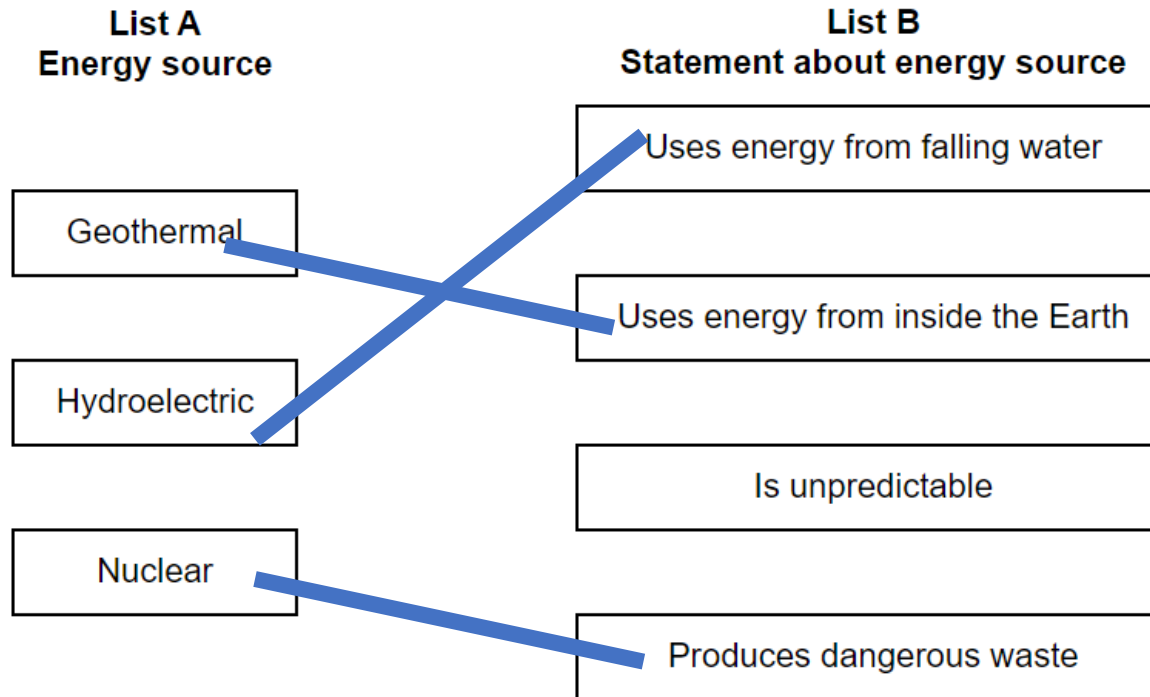 List A
Energy source
List B
Statement about energy source
Geothermal
Hydroelectric
Nuclear
Uses energy from falling water
Uses energy from inside the Earth
Is unpredictable
Produces dangerous waste